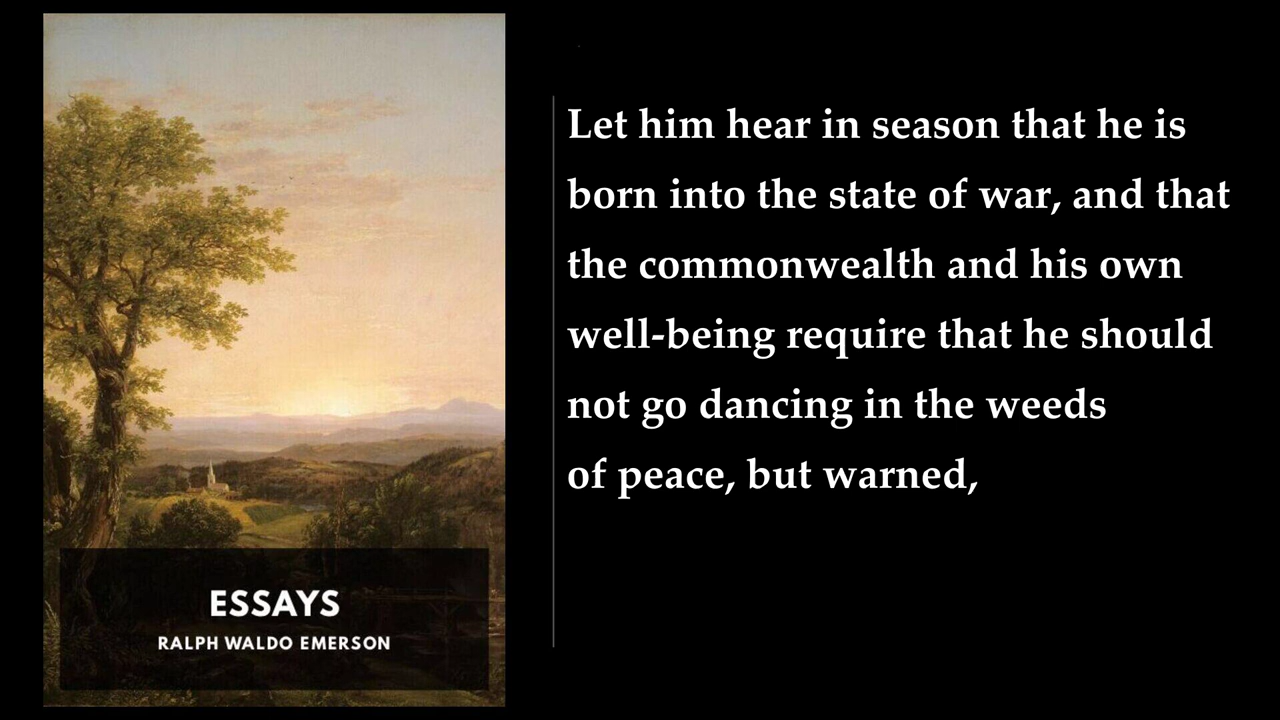 ESSAYS
RALPH WALDO EMERSON
Let him hear in season that he is
born into the state of war, and that
the commonwealth and his own
well-being require that he should
not go dancing in the weeds
of peace, but warned,